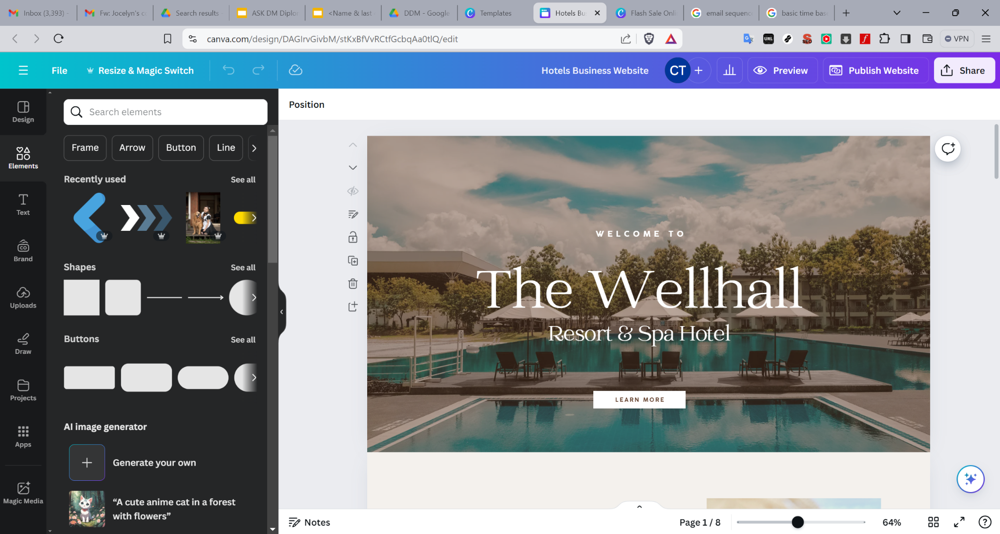 Inbox (3,393) -
Fw: Jocelyn's c
Search results
ASK DM Diplor
<Name & last
DDM - Google
Templates
Hotels Bu
Flash Sale Onli
email sequenc
basic time bas
canva.com/design/DAGIrvGivbM/stKxBfVvRCtfGcbqAa0tlQ/edit
URL
SEO
VPN
File
Resize & Magic Switch
Hotels Business Website
CT
Preview
Publish Website
Share
Design
Elements
Text
Brand
Uploads
Draw
Projects
Apps
Magic Media
Search elements
Frame
Arrow
Button
Line
Recently used
See all
Shapes
See all
Buttons
See all
AI image generator
Generate your own
“A cute anime cat in a forest
with flowers”
Position
WELCOME TO
The Wellhall
Resort & Spa Hotel
LEARN MORE
Notes
Page 1 / 8
64%